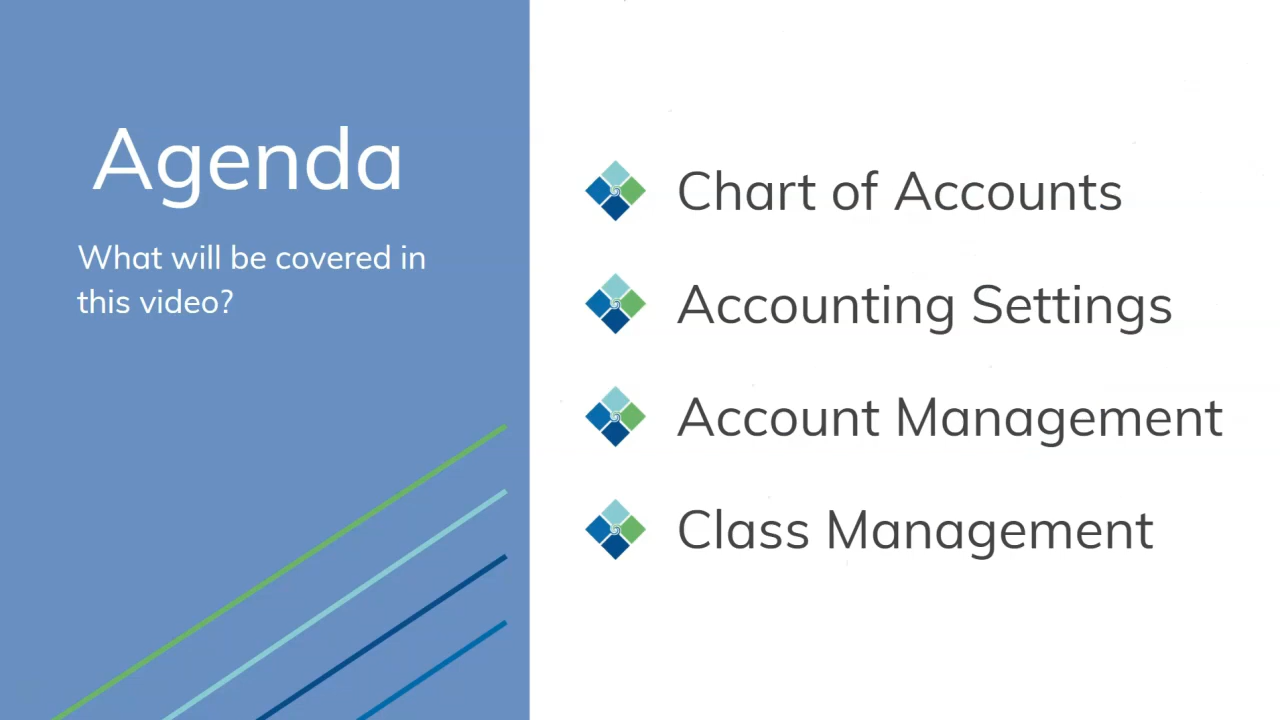 Agenda
What will be covered in
this video?
Chart of Accounts
Accounting Settings
Account Management
Class Management